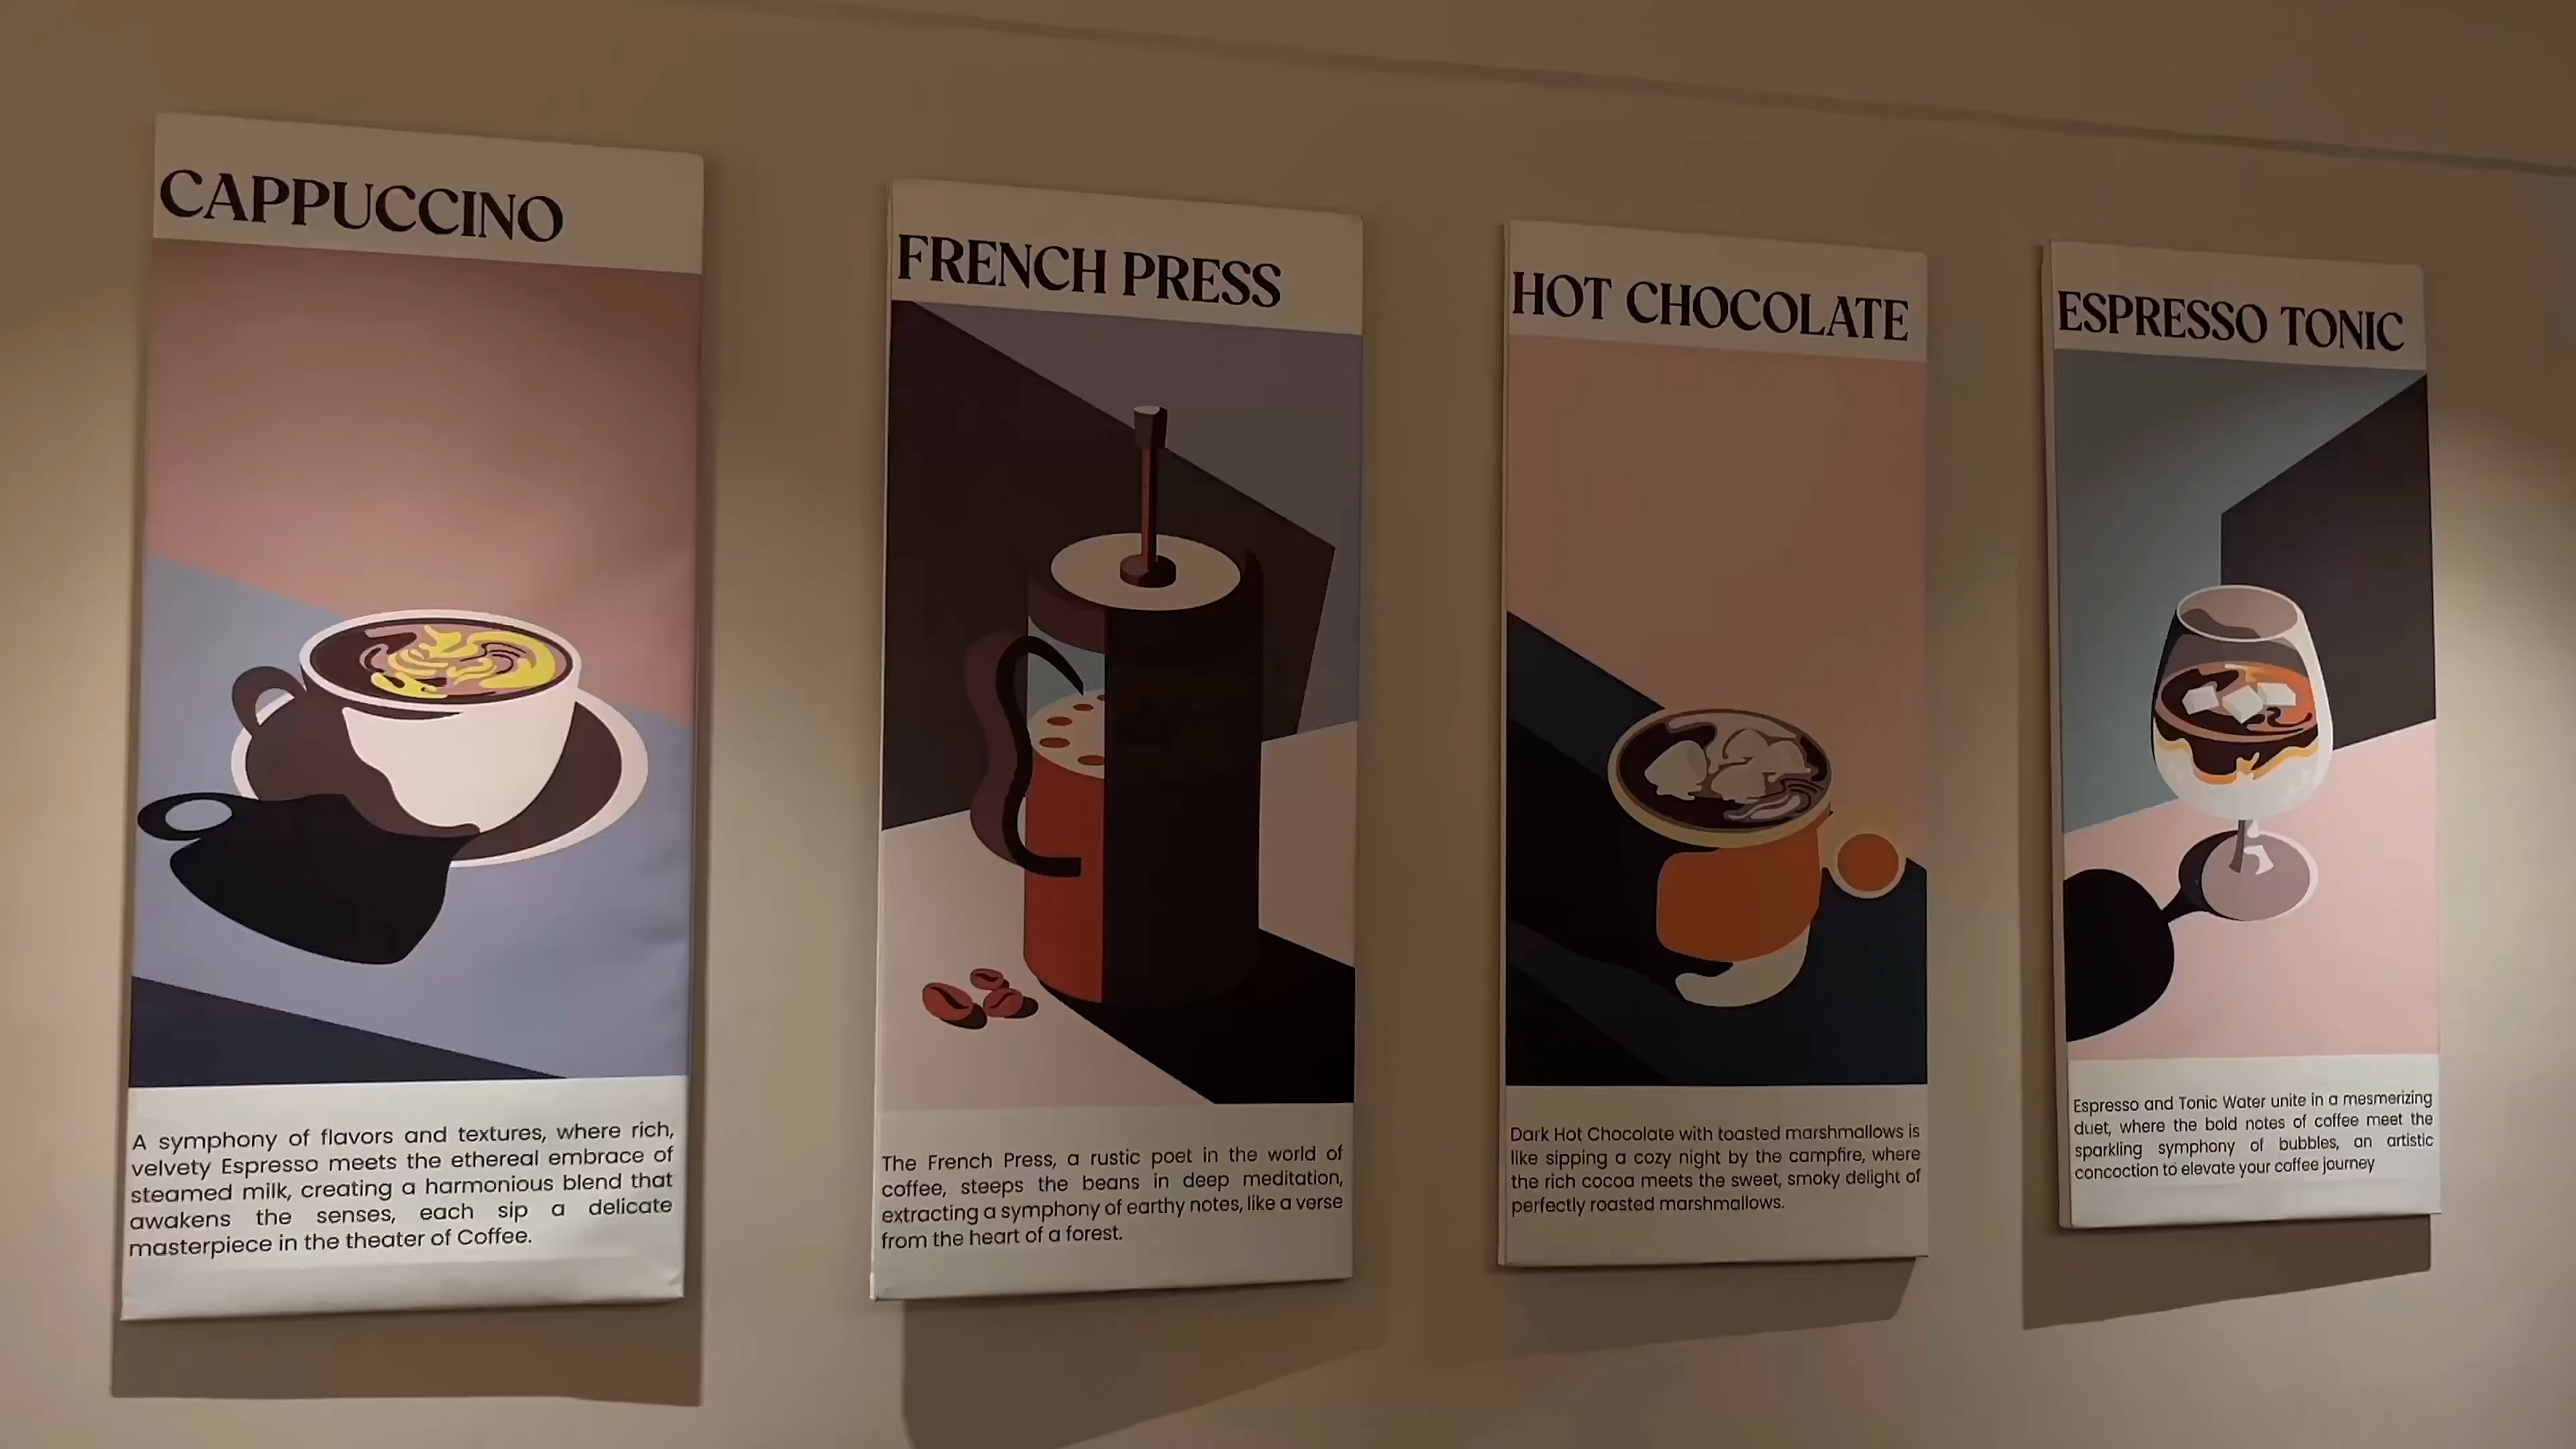 CAPPUCCINO
A symphony of flavors and textures, where rich,
velvety Espresso meets the ethereal embrace of
steamed milk, creating a harmonious blend that
awakens the senses, each sip a delicate
masterpiece in the theater of Coffee.
FRENCH PRESS
The French Press, a rustic poet in the world of
coffee, steeps the beans in deep meditation,
extracting a symphony of earthy notes, like a verse
from the heart of a forest.
HOT CHOCOLATE
Dark Hot Chocolate with toasted marshmallows is
like sipping a cozy night by the campfire, where
the rich cocoa meets the sweet, smoky delight of
perfectly roasted marshmallows.
ESPRESSO TONIC
Espresso and Tonic Water unite in a mesmerizing
duet, where the bold notes of coffee meet the
sparkling symphony of bubbles, an artistic
concoction to elevate your coffee journey